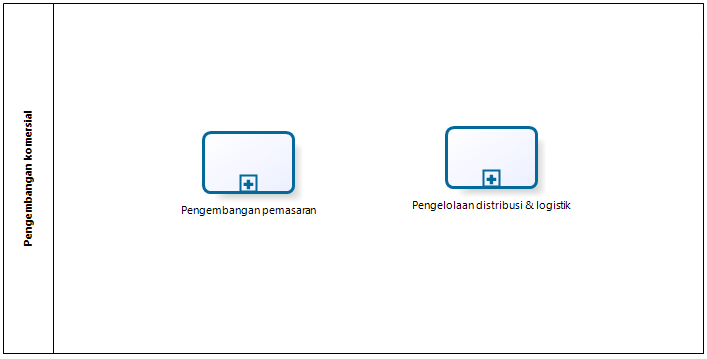 Pengembangan komersial
Pengembangan pemasaran
Pengelolaan distribusi & logistik